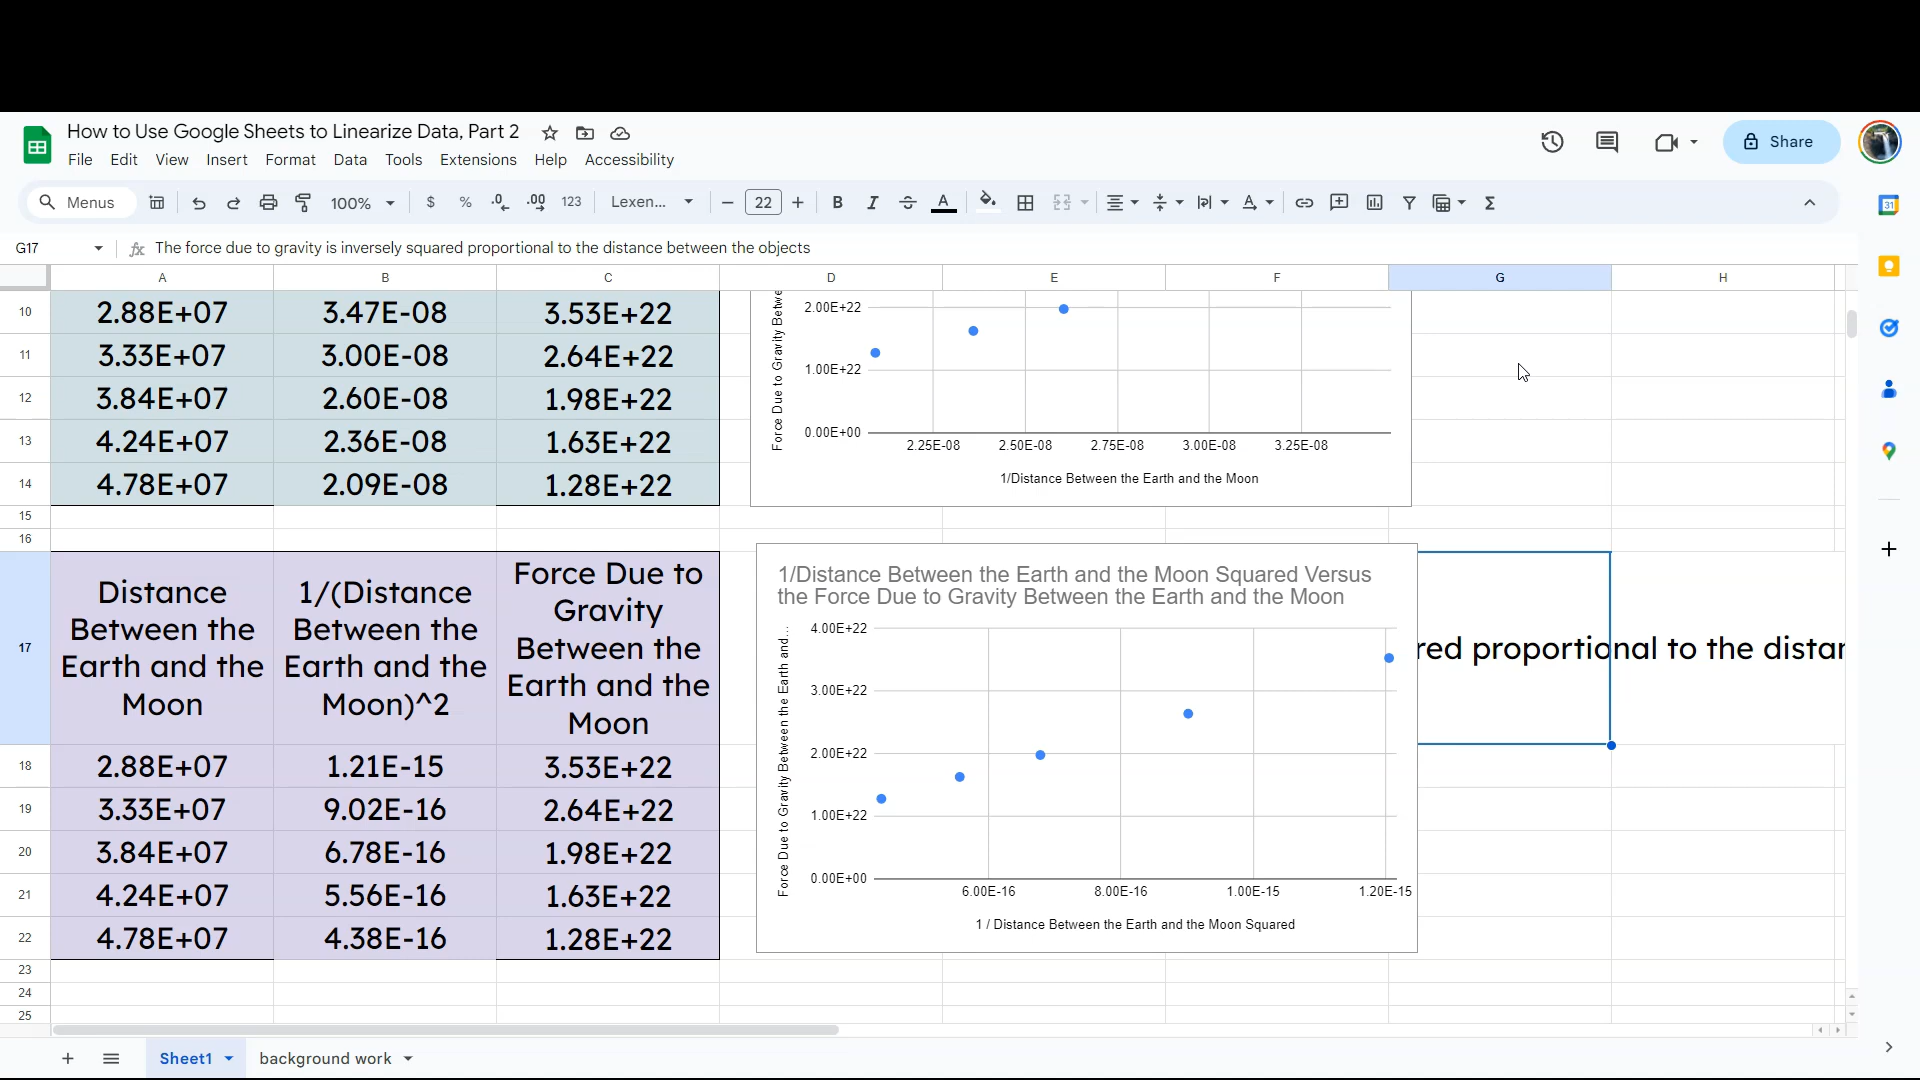 How to Use Google Sheets to Linearize Data, Part 2
File Edit View Insert Format Data Tools Extensions Help Accessibility
Share
Menus 100% $ % .0 .00 123 Lexen... 22 B I S A
G17 fx The force due to gravity is inversely squared proportional to the distance between the objects
A B C D E F G H
10 2.88E+07 3.47E-08 3.53E+22
11 3.33E+07 3.00E-08 2.64E+22
12 3.84E+07 2.60E-08 1.98E+22
13 4.24E+07 2.36E-08 1.63E+22
14 4.78E+07 2.09E-08 1.28E+22
Force Due to Gravity Betwe
2.00E+22
1.00E+22
0.00E+00
2.25E-08 2.50E-08 2.75E-08 3.00E-08 3.25E-08
1/Distance Between the Earth and the Moon
15
16
17
Distance
Between the
Earth and the
Moon
1/(Distance
Between the
Earth and the
Moon)^2
Force Due to
Gravity
Between the
Earth and the
Moon
1/Distance Between the Earth and the Moon Squared Versus
the Force Due to Gravity Between the Earth and the Moon
red proportional to the distar
18 2.88E+07 1.21E-15 3.53E+22
19 3.33E+07 9.02E-16 2.64E+22
20 3.84E+07 6.78E-16 1.98E+22
21 4.24E+07 5.56E-16 1.63E+22
22 4.78E+07 4.38E-16 1.28E+22
Force Due to Gravity Between the Earth and...
4.00E+22
3.00E+22
2.00E+22
1.00E+22
0.00E+00
6.00E-16 8.00E-16 1.00E-15 1.20E-15
1 / Distance Between the Earth and the Moon Squared
23
24
25
Sheet1 background work
31